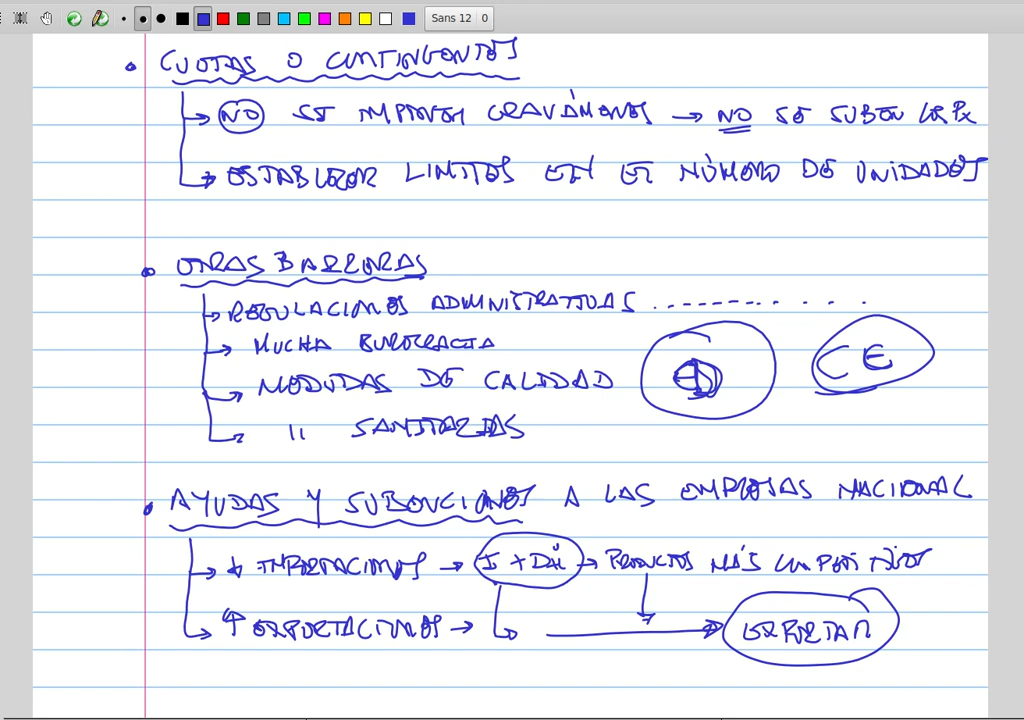 Sans 12 0
• CUOTAS O CONTINGENTES
→ NO SE IMPONEN GRAVÁMENES → NO SE SUBEN LOS Px
→ ESTABLECER LIMITES EN EL NÚMERO DE UNIDADES
• OTRAS BARRERAS
→ REGULACIONES ADMINISTRATIVAS . . . . . . . . . . . . .
→ MUCHA BUROCRACIA
→ MEDIDAS DE CALIDAD CE
→ " SANITARIAS
• AYUDAS Y SUBVENCIONES A LAS EMPRESAS NACIONAL
→ ↓ IMPORTACIONES → I + D + i → PRODUCTOS MÁS COMPETITIVOS
→ ↑ EXPORTACIONES → EXPORTAR